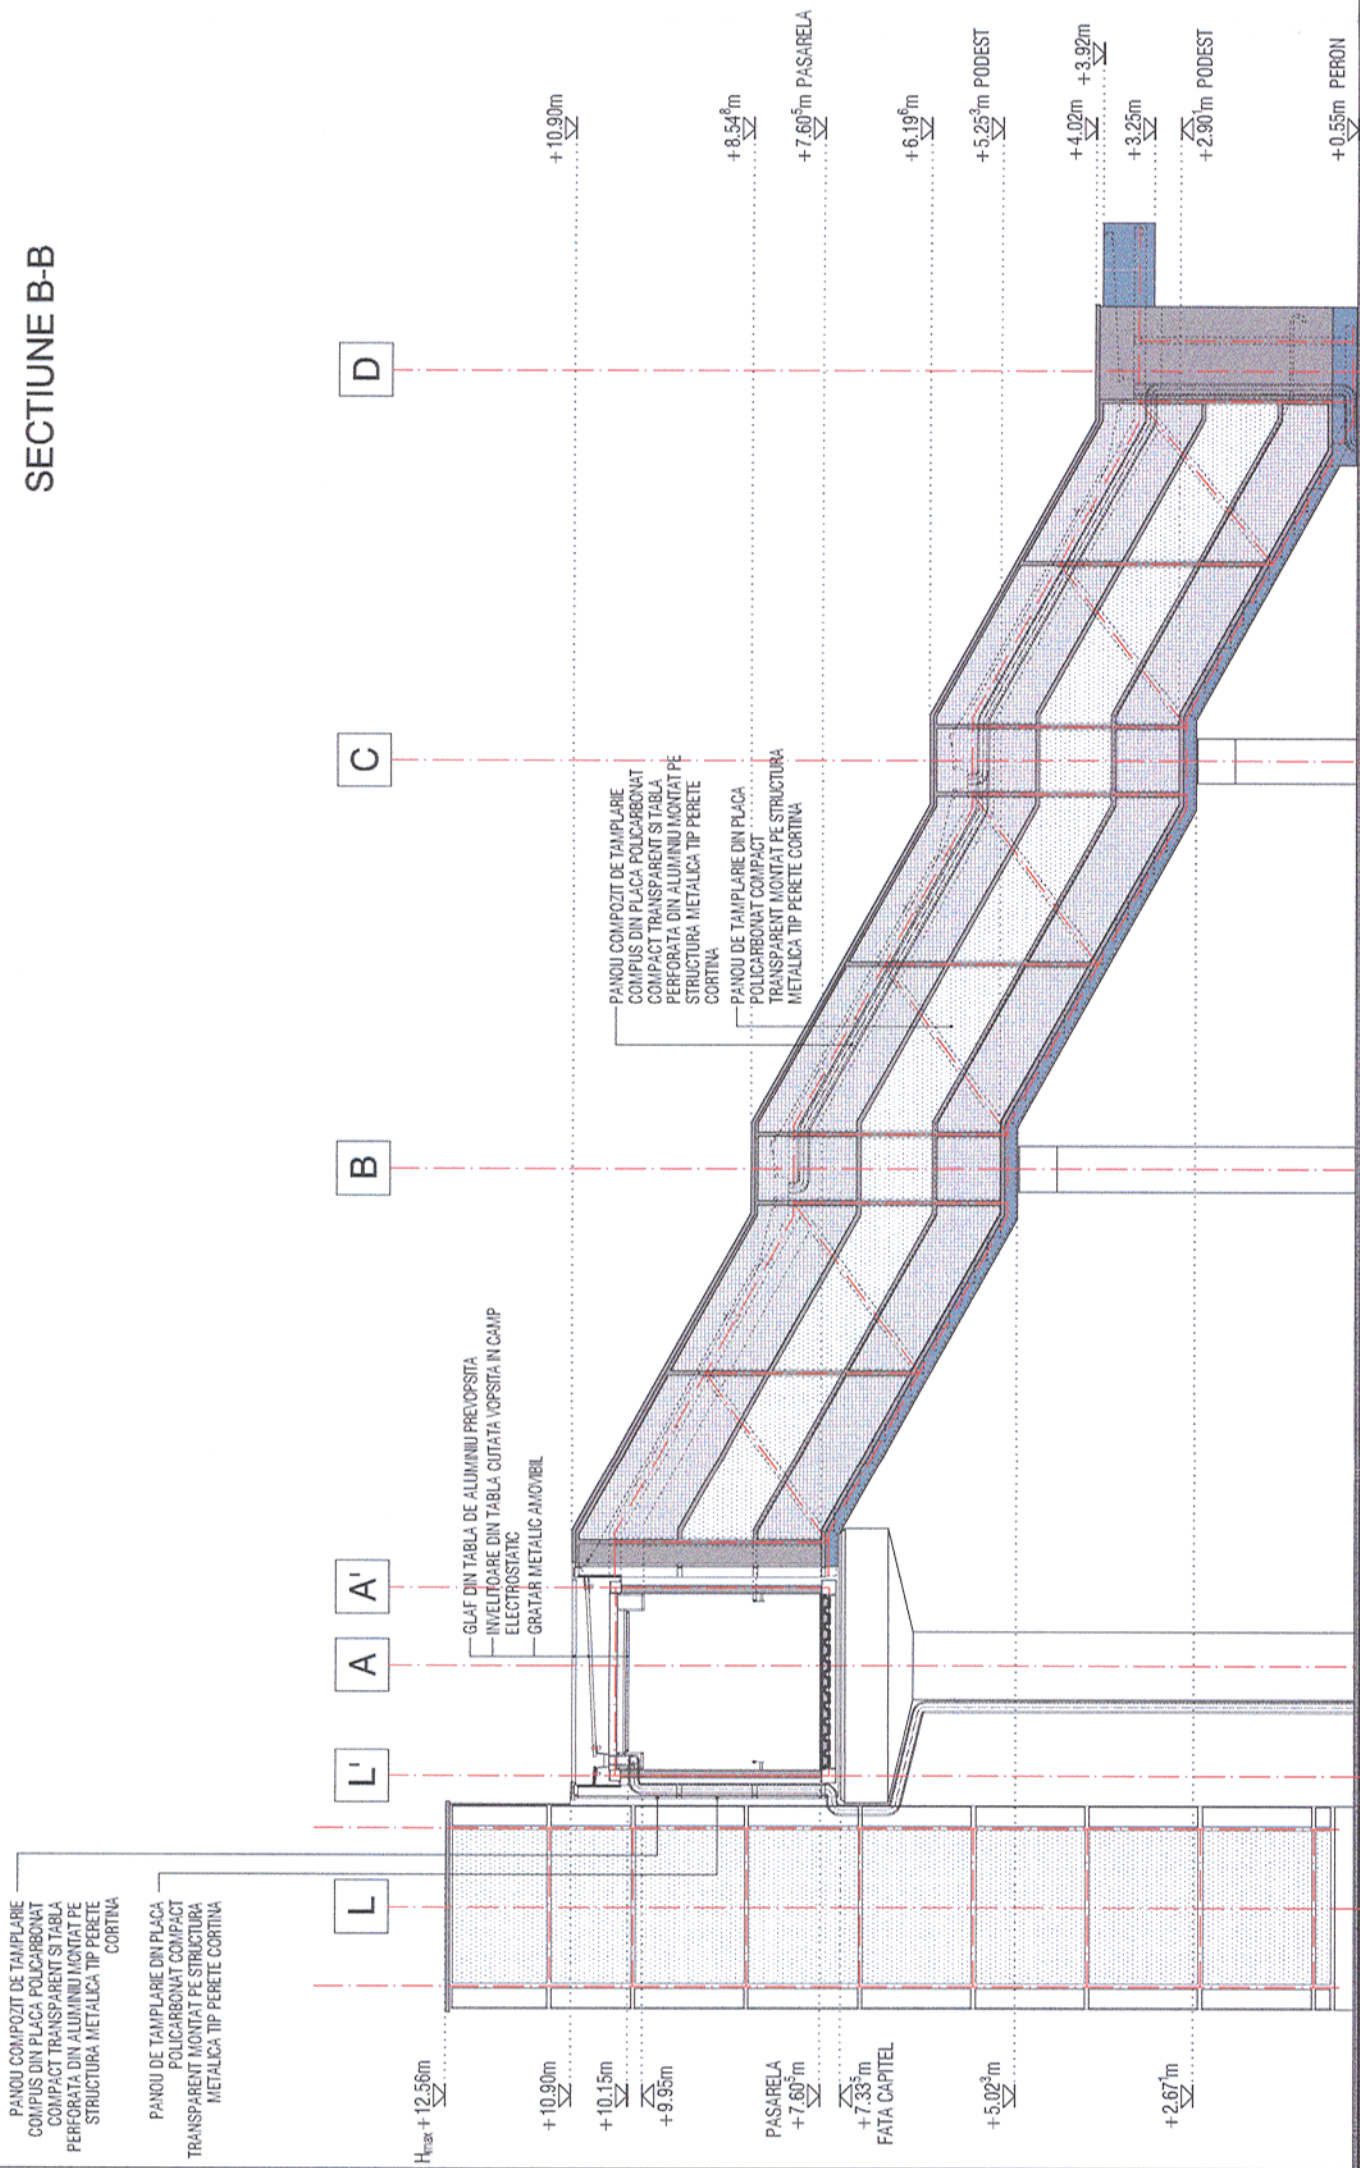 SECTIUNE B-B
PANOU COMPOZIT DE TAMPLARIE
COMPUS DIN PLACA POLICARBONAT
COMPACT TRANSPARENT SI TABLA
PERFORATA DIN ALUMINIU MONTAT PE
STRUCTURA METALICA TIP PERETE
CORTINA
PANOU DE TAMPLARIE DIN PLACA
POLICARBONAT COMPACT
TRANSPARENT MONTAT PE STRUCTURA
METALICA TIP PERETE CORTINA
L
L'
A
A'
B
C
D
GLAF DIN TABLA DE ALUMINIU PREVOPSITA
INVELITOARE DIN TABLA CUTATA VOPSITA IN CAMP
ELECTROSTATIC
GRATAR METALIC AMOVIBIL
PANOU COMPOZIT DE TAMPLARIE
COMPUS DIN PLACA POLICARBONAT
COMPACT TRANSPARENT SI TABLA
PERFORATA DIN ALUMINIU MONTAT PE
STRUCTURA METALICA TIP PERETE
CORTINA
PANOU DE TAMPLARIE DIN PLACA
POLICARBONAT COMPACT
TRANSPARENT MONTAT PE STRUCTURA
METALICA TIP PERETE CORTINA
Hmax +12.56m
+10.90m
+10.15m
+9.95m
PASARELA
+7.60⁵m
+7.33⁵m
FATA CAPITEL
+5.02³m
+2.67¹m
+10.90m
+8.54⁸m
+7.60⁵m PASARELA
+6.19⁶m
+5.25³m PODEST
+4.02m
+3.92m
+3.25m
+2.90¹m PODEST
+0.55m PERON